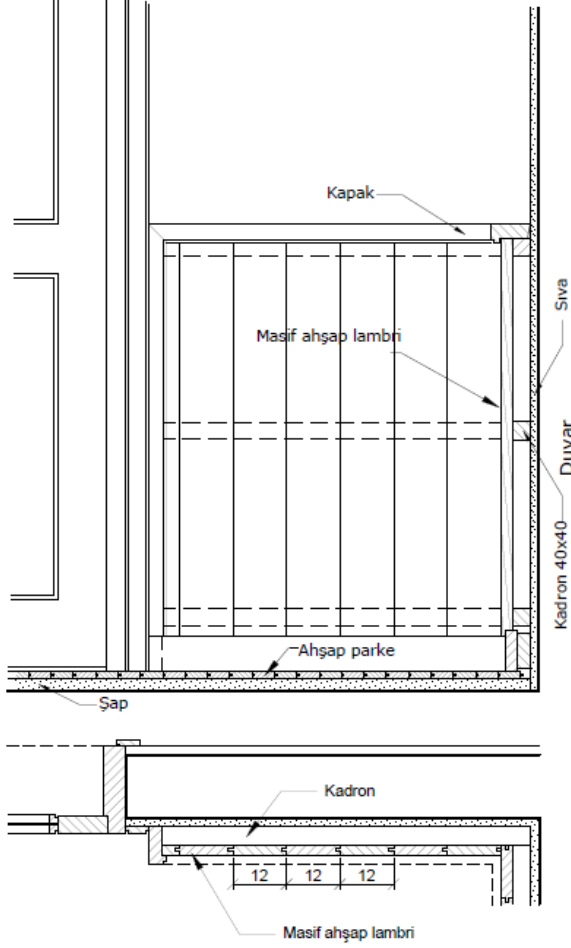 Kapak
Sıva
Masif ahşap lambri
Duvar
Kadron 40x40
Ahşap parke
Şap
Kadron
12
12
12
Masif ahşap lambri